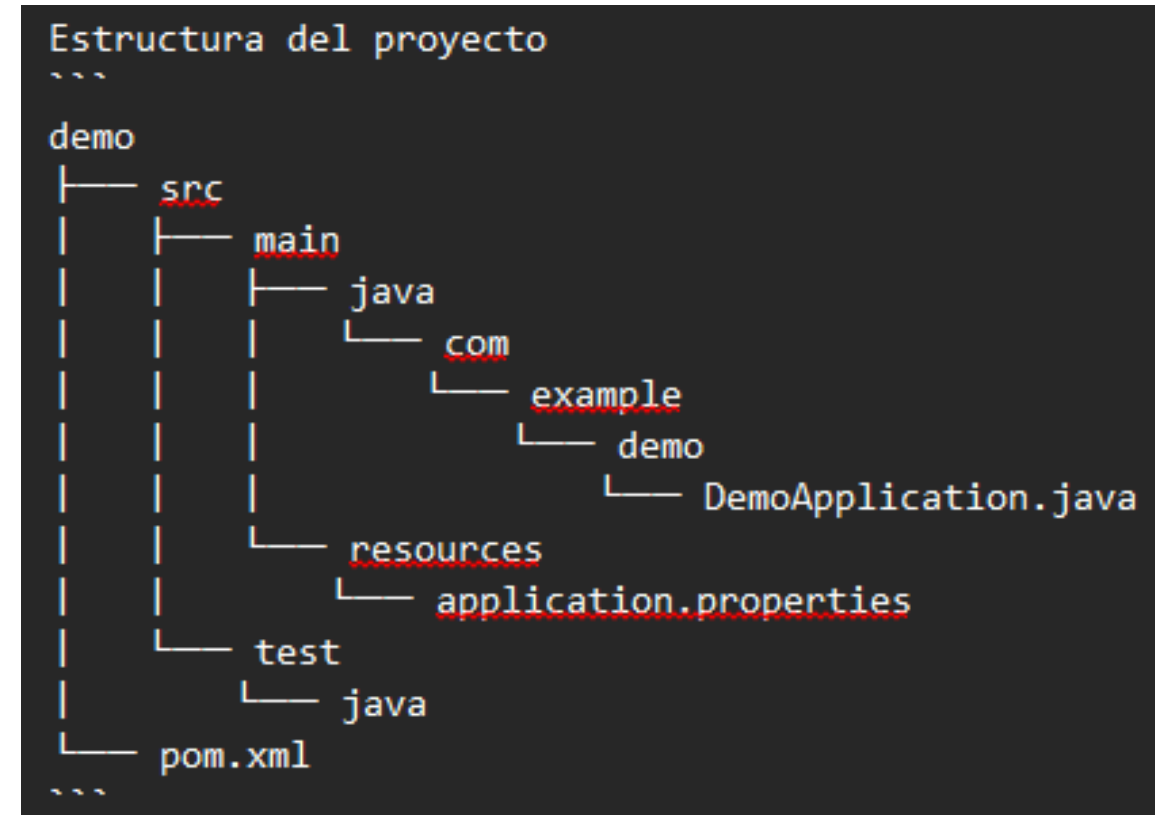 Estructura del proyecto
```
demo
├── src
│   ├── main
│   │   ├── java
│   │   │   └── com
│   │   │       └── example
│   │   │           └── demo
│   │   │               └── DemoApplication.java
│   │   └── resources
│   │       └── application.properties
│   └── test
│       └── java
└── pom.xml
```